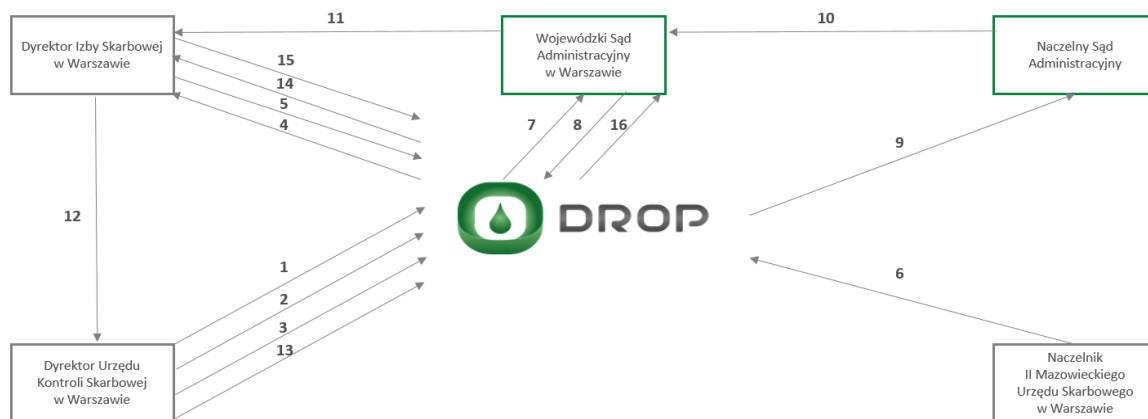 11
10
Dyrektor Izby Skarbowej
w Warszawie
Wojewódzki Sąd
Administracyjny
w Warszawie
Naczelny Sąd
Administracyjny
15
14
5
4
7
8
16
9
12
DROP
1
2
3
13
6
Dyrektor Urzędu
Kontroli Skarbowej
w Warszawie
Naczelnik
II Mazowieckiego
Urzędu Skarbowego
w Warszawie